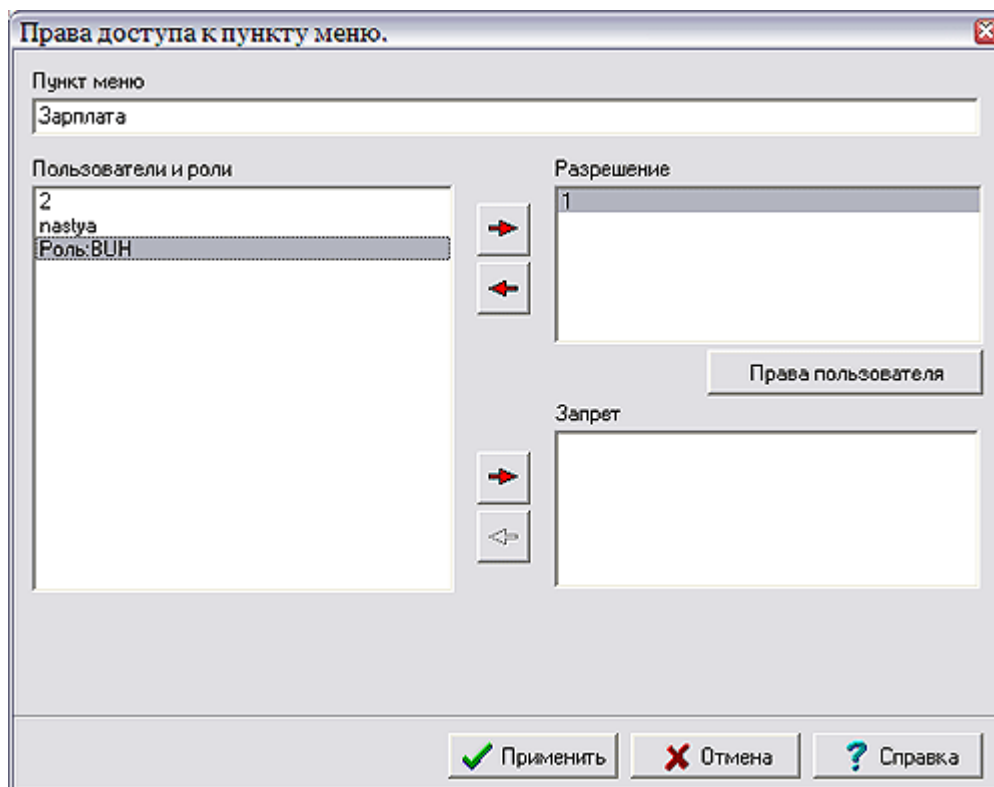 Права доступа к пункту меню.
Пункт меню
Зарплата
Пользователи и роли
2
nastya
Роль:BUH
Разрешение
1
Права пользователя
Запрет
Применить
Отмена
Справка